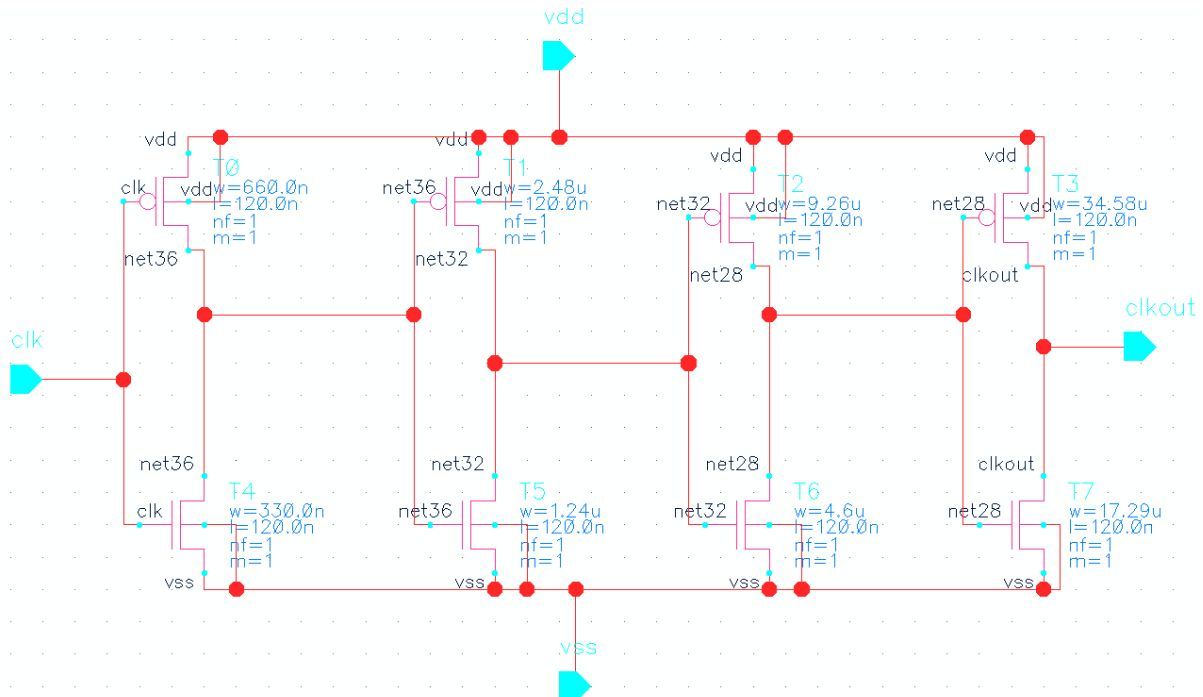 vdd
vdd
T0
clk
vdd
w=660.0n
l=120.0n
nf=1
m=1
net36
vdd
T1
net36
vdd
w=2.48u
l=120.0n
nf=1
m=1
net32
vdd
T2
net32
vdd
w=9.26u
l=120.0n
nf=1
m=1
net28
vdd
T3
net28
vdd
w=34.58u
l=120.0n
nf=1
m=1
clkout
clk
clkout
net36
T4
clk
w=330.0n
l=120.0n
nf=1
m=1
vss
net32
T5
net36
w=1.24u
l=120.0n
nf=1
m=1
vss
net28
T6
net32
w=4.6u
l=120.0n
nf=1
m=1
vss
clkout
T7
net28
w=17.29u
l=120.0n
nf=1
m=1
vss
vss